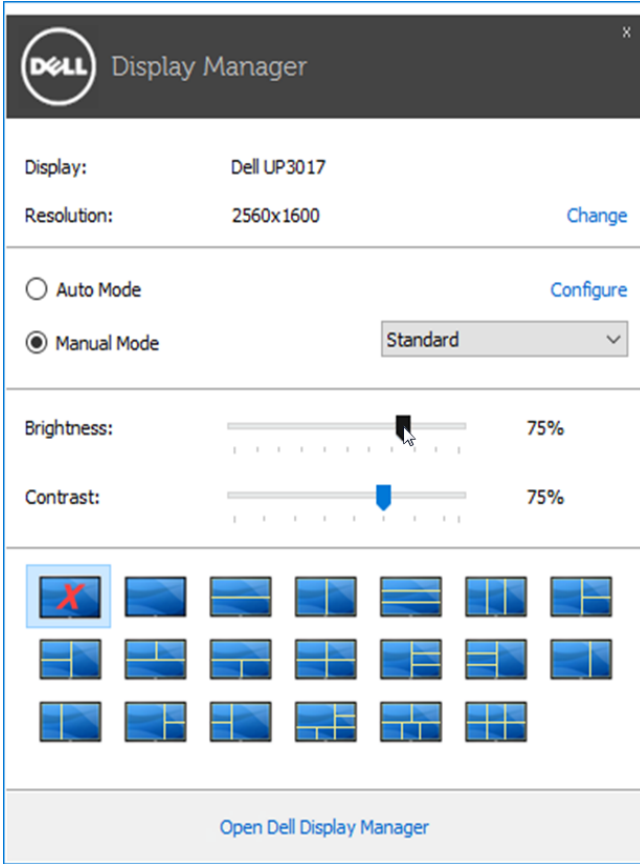 X
DELL Display Manager
Display: Dell UP3017
Resolution: 2560x1600 Change
Auto Mode Configure
Manual Mode Standard
Brightness: 75%
Contrast: 75%
X
Open Dell Display Manager